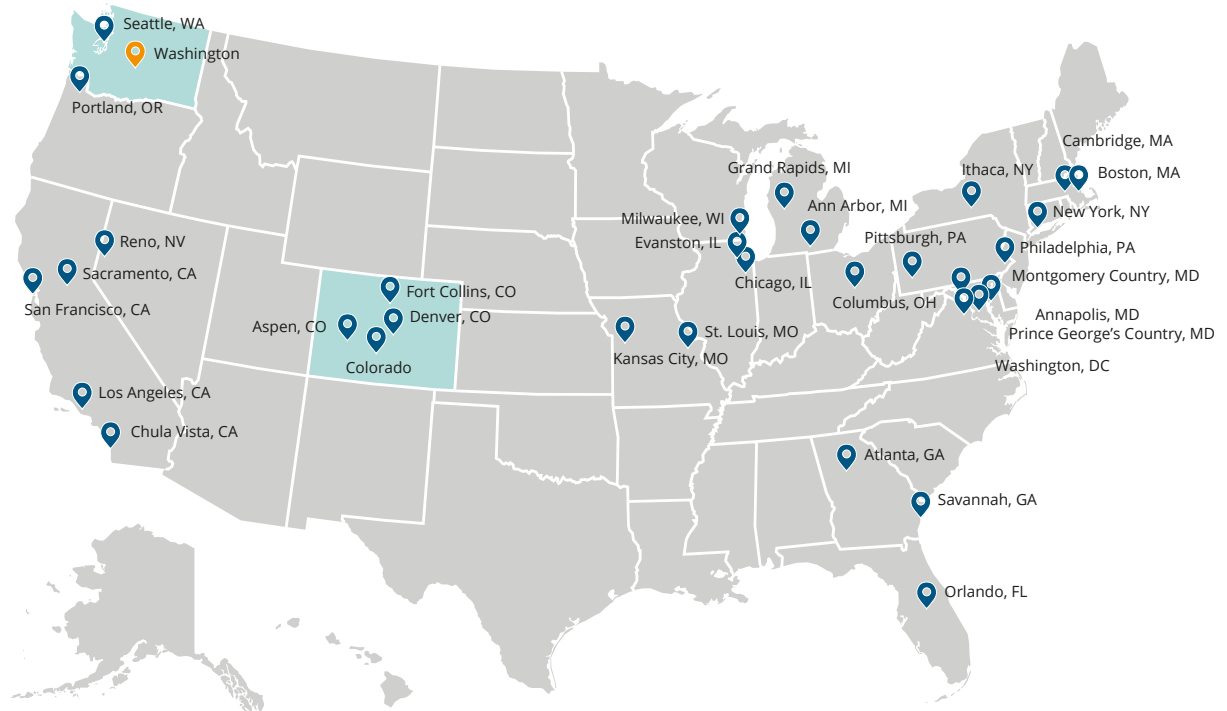 Seattle, WA
Washington
Portland, OR
Cambridge, MA
Grand Rapids, MI
Ithaca, NY
Boston, MA
Ann Arbor, MI
Milwaukee, WI
New York, NY
Pittsburgh, PA
Reno, NV
Evanston, IL
Philadelphia, PA
Sacramento, CA
Montgomery Country, MD
Chicago, IL
Fort Collins, CO
Columbus, OH
San Francisco, CA
Annapolis, MD
Denver, CO
Aspen, CO
St. Louis, MO
Prince George’s Country, MD
Kansas City, MO
Colorado
Washington, DC
Los Angeles, CA
Chula Vista, CA
Atlanta, GA
Savannah, GA
Orlando, FL